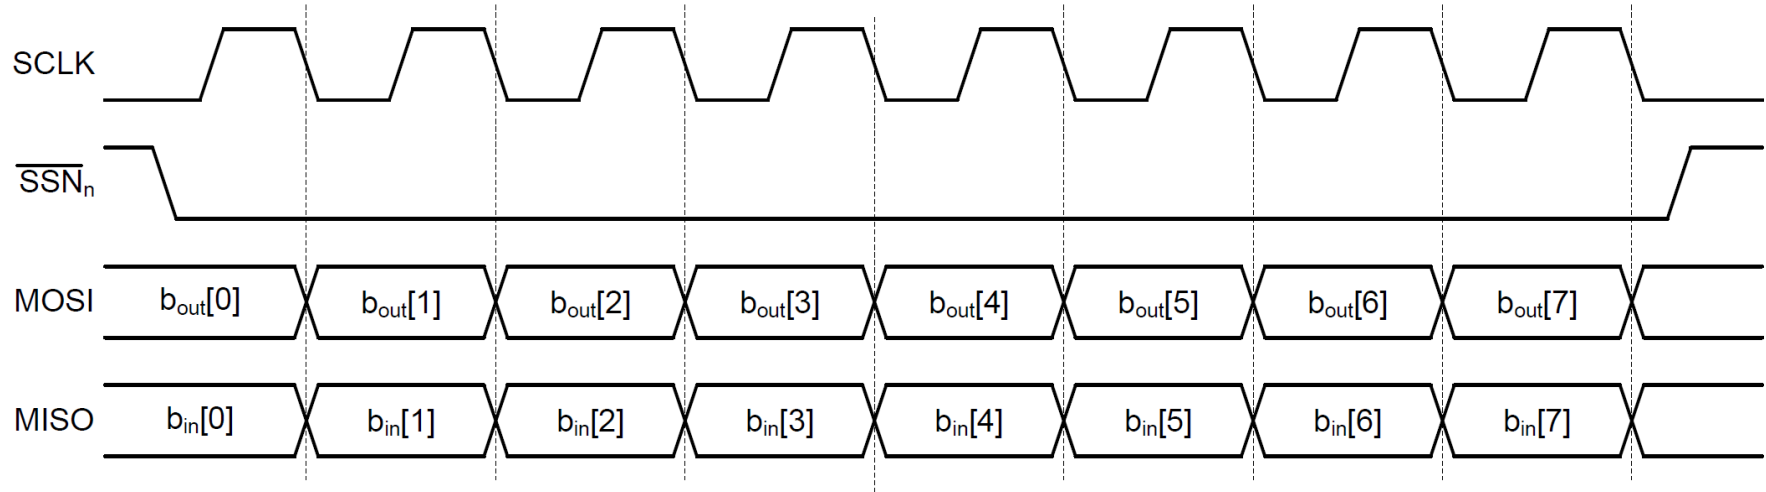 SCLK
SSNn
MOSI bout[0] bout[1] bout[2] bout[3] bout[4] bout[5] bout[6] bout[7]
MISO bin[0] bin[1] bin[2] bin[3] bin[4] bin[5] bin[6] bin[7]